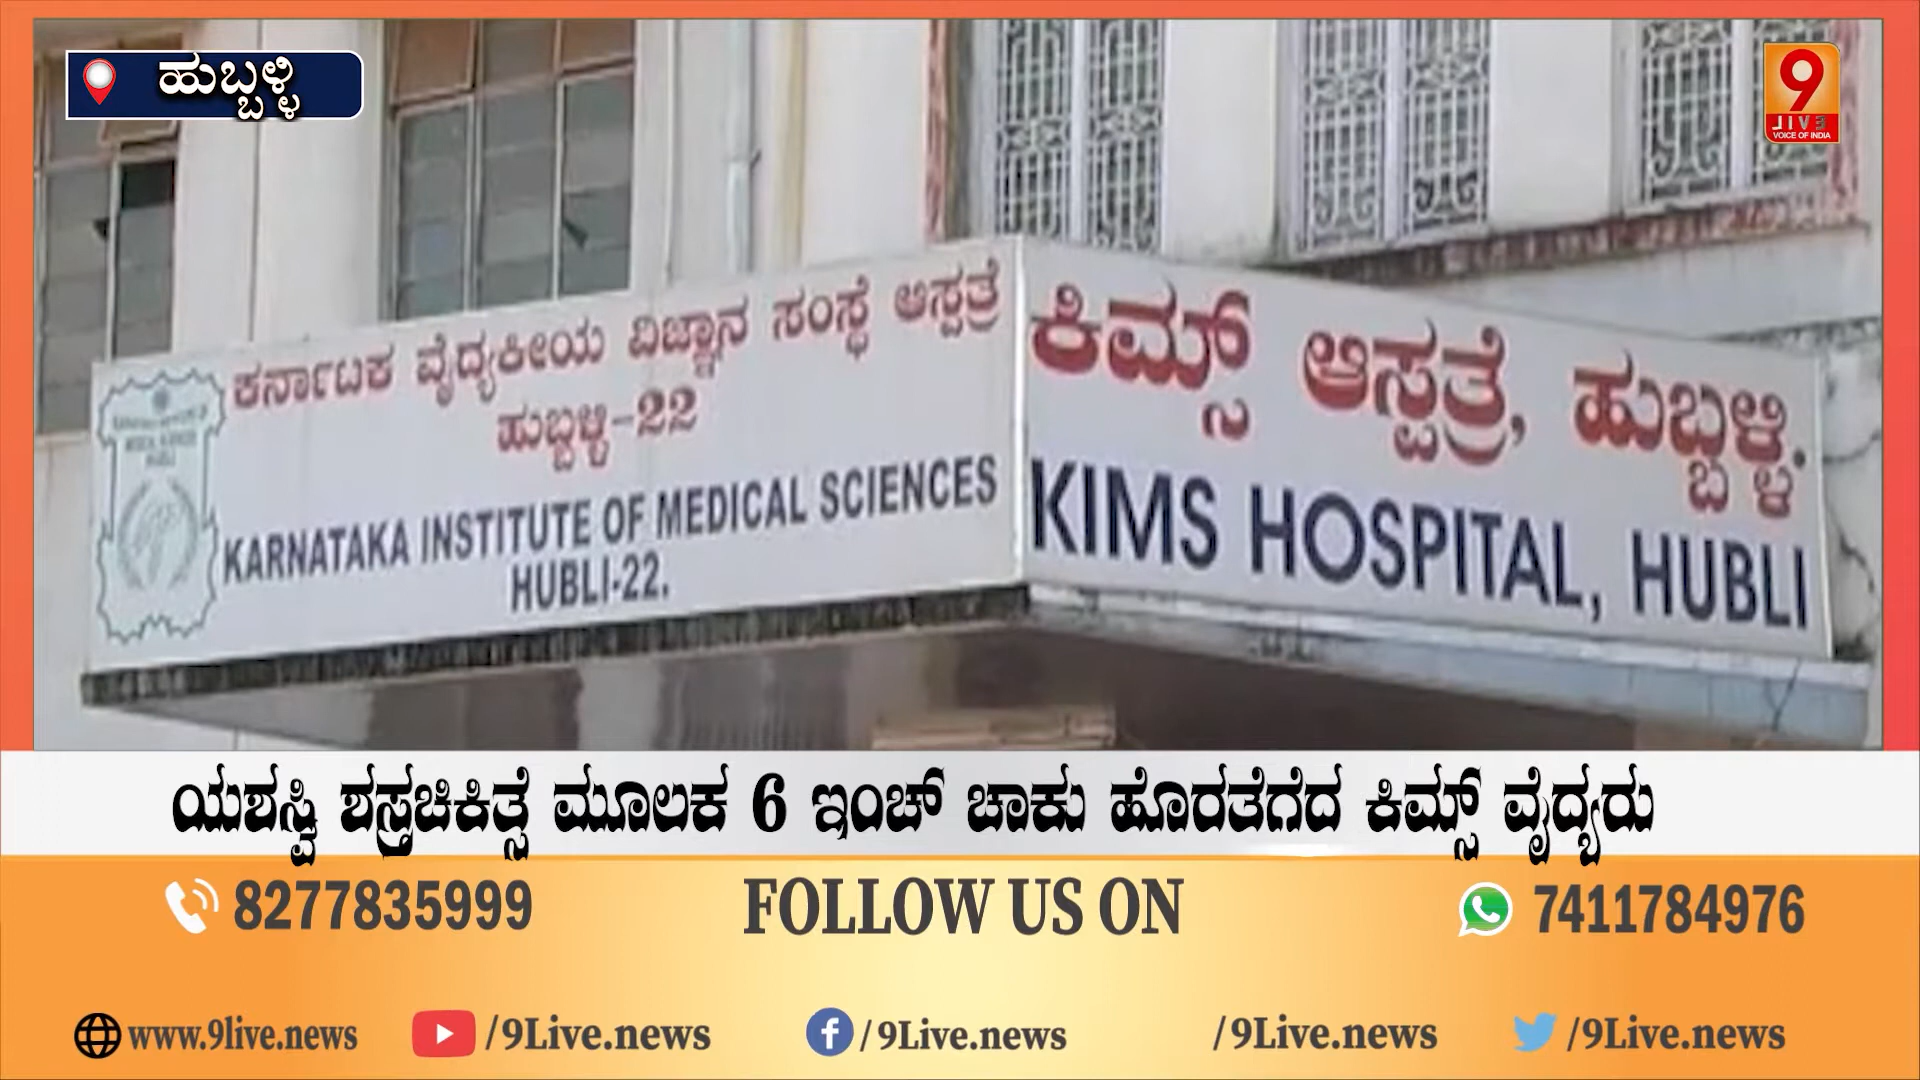 ಹುಬ್ಬಳ್ಳಿ
9
LIVE
VOICE OF INDIA
ಕರ್ನಾಟಕ ವೈದ್ಯಕೀಯ ವಿಜ್ಞಾನ ಸಂಸ್ಥೆ ಆಸ್ಪತ್ರೆ
ಹುಬ್ಬಳ್ಳಿ-22
KARNATAKA INSTITUTE OF MEDICAL SCIENCES
HUBLI-22.
ಕಿಮ್ಸ್ ಆಸ್ಪತ್ರೆ, ಹುಬ್ಬಳ್ಳಿ.
KIMS HOSPITAL, HUBLI
ಯಶಸ್ವಿ ಶಸ್ತ್ರಚಿಕಿತ್ಸೆ ಮೂಲಕ 6 ಇಂಚ್ ಚಾಕು ಹೊರತೆಗೆದ ಕಿಮ್ಸ್ ವೈದ್ಯರು
8277835999 FOLLOW US ON 7411784976
www.9live.news /9Live.news /9Live.news /9Live.news /9Live.news